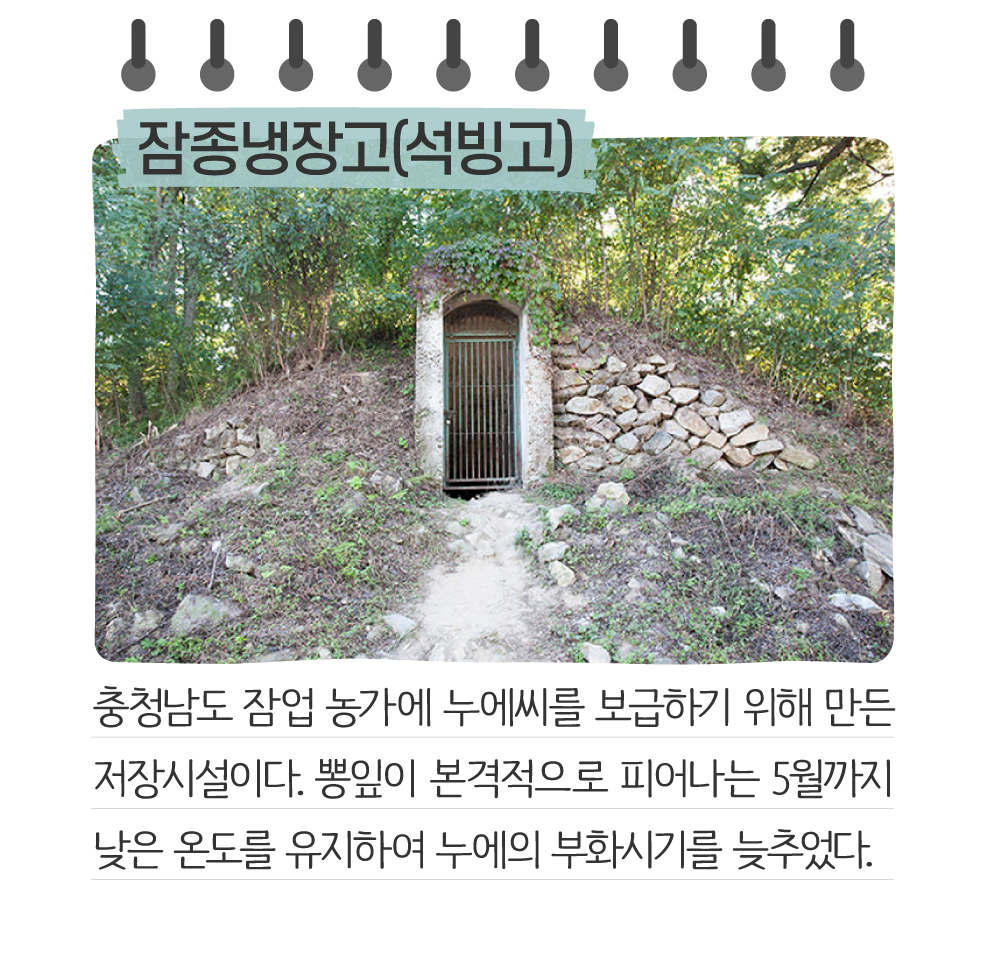 잠종냉장고(석빙고)
충청남도 잠업 농가에 누에씨를 보급하기 위해 만든
저장시설이다. 뽕잎이 본격적으로 피어나는 5월까지
낮은 온도를 유지하여 누에의 부화시기를 늦추었다.